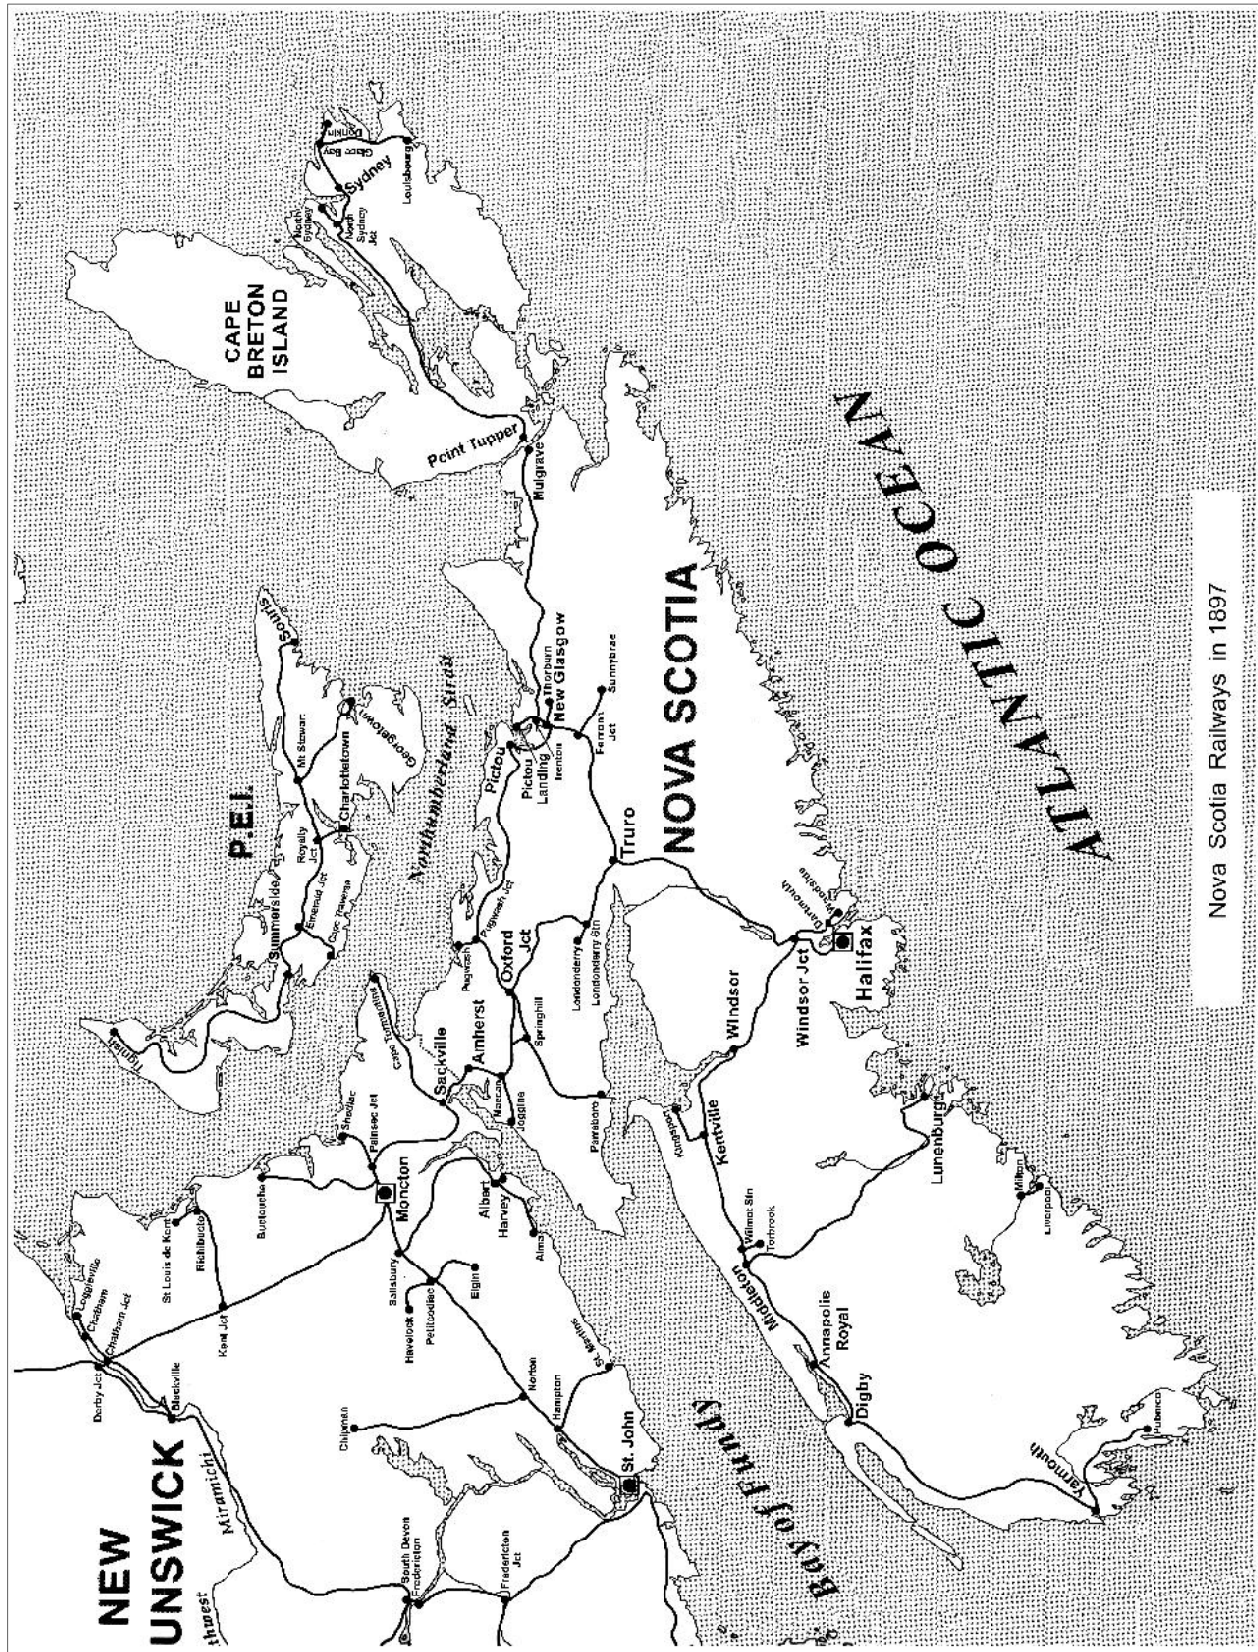 NEW
UNSWICK
thwest
Miramichi
Derby Jct
Loggieville
Chatham
Chatham Jct
Blackville
St Louis de Kent
Richibucto
Kent Jct
Buctouche
Shediac
Painsec Jct
Moncton
Salisbury
Havelock
Petitcodiac
Elgin
Albert
Harvey
Alma
Chipman
Norton
Hampton
St. Martins
St. John
South Devon
Fredericton
Fredericton
Jct
Cape Tormentine
Sackville
Amherst
Maccan
Joggins
Springhill
Parrsboro
Oxford
Jct
Pugwash
Pugwash Jct
Londonderry
Londonderry Stn
Truro
Pictou
Pictou
Landing
Trenton
New Glasgow
Thorburn
Ferrona
Jct
Sunnybrae
Mulgrave
Point Tupper
CAPE
BRETON
ISLAND
North
Sydney
North
Sydney
Jct
Sydney
Glace Bay
Donkin
Louisbourg
P.E.I.
Tignish
Summerside
Emerald Jct
Cape Traverse
Royalty
Jct
Charlottetown
Mt Stewart
Georgetown
Souris
Northumberland Strait
NOVA SCOTIA
Windsor
Windsor Jct
Dartmouth
Woodside
Halifax
Kingsport
Kentville
Wilmot Stn
Torbrook
Middleton
Lunenburg
Milton
Liverpool
Annapolis
Royal
Digby
Yarmouth
Pubnico
Bay of Fundy
ATLANTIC OCEAN
Nova Scotia Railways in 1897